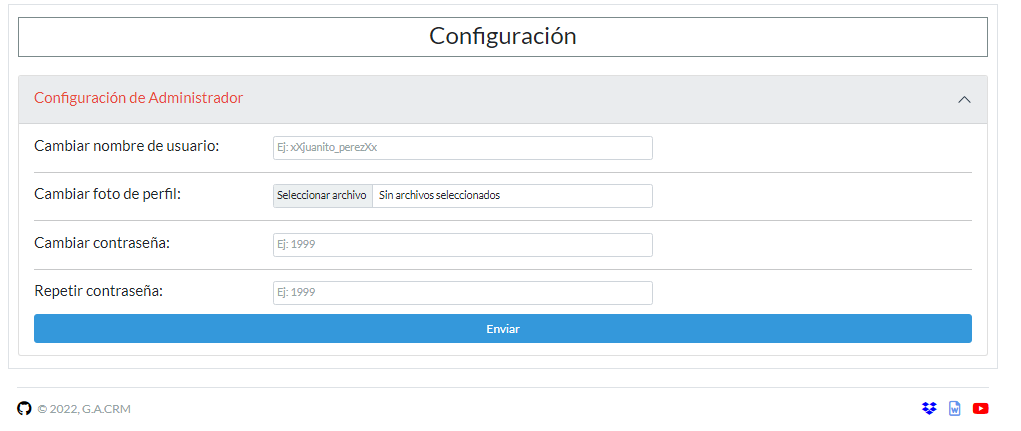 Configuración
Configuración de Administrador
Cambiar nombre de usuario: Ej: xXjuanito_perezXx
Cambiar foto de perfil: Seleccionar archivo Sin archivos seleccionados
Cambiar contraseña: Ej: 1999
Repetir contraseña: Ej: 1999
Enviar
© 2022, G.A.CRM